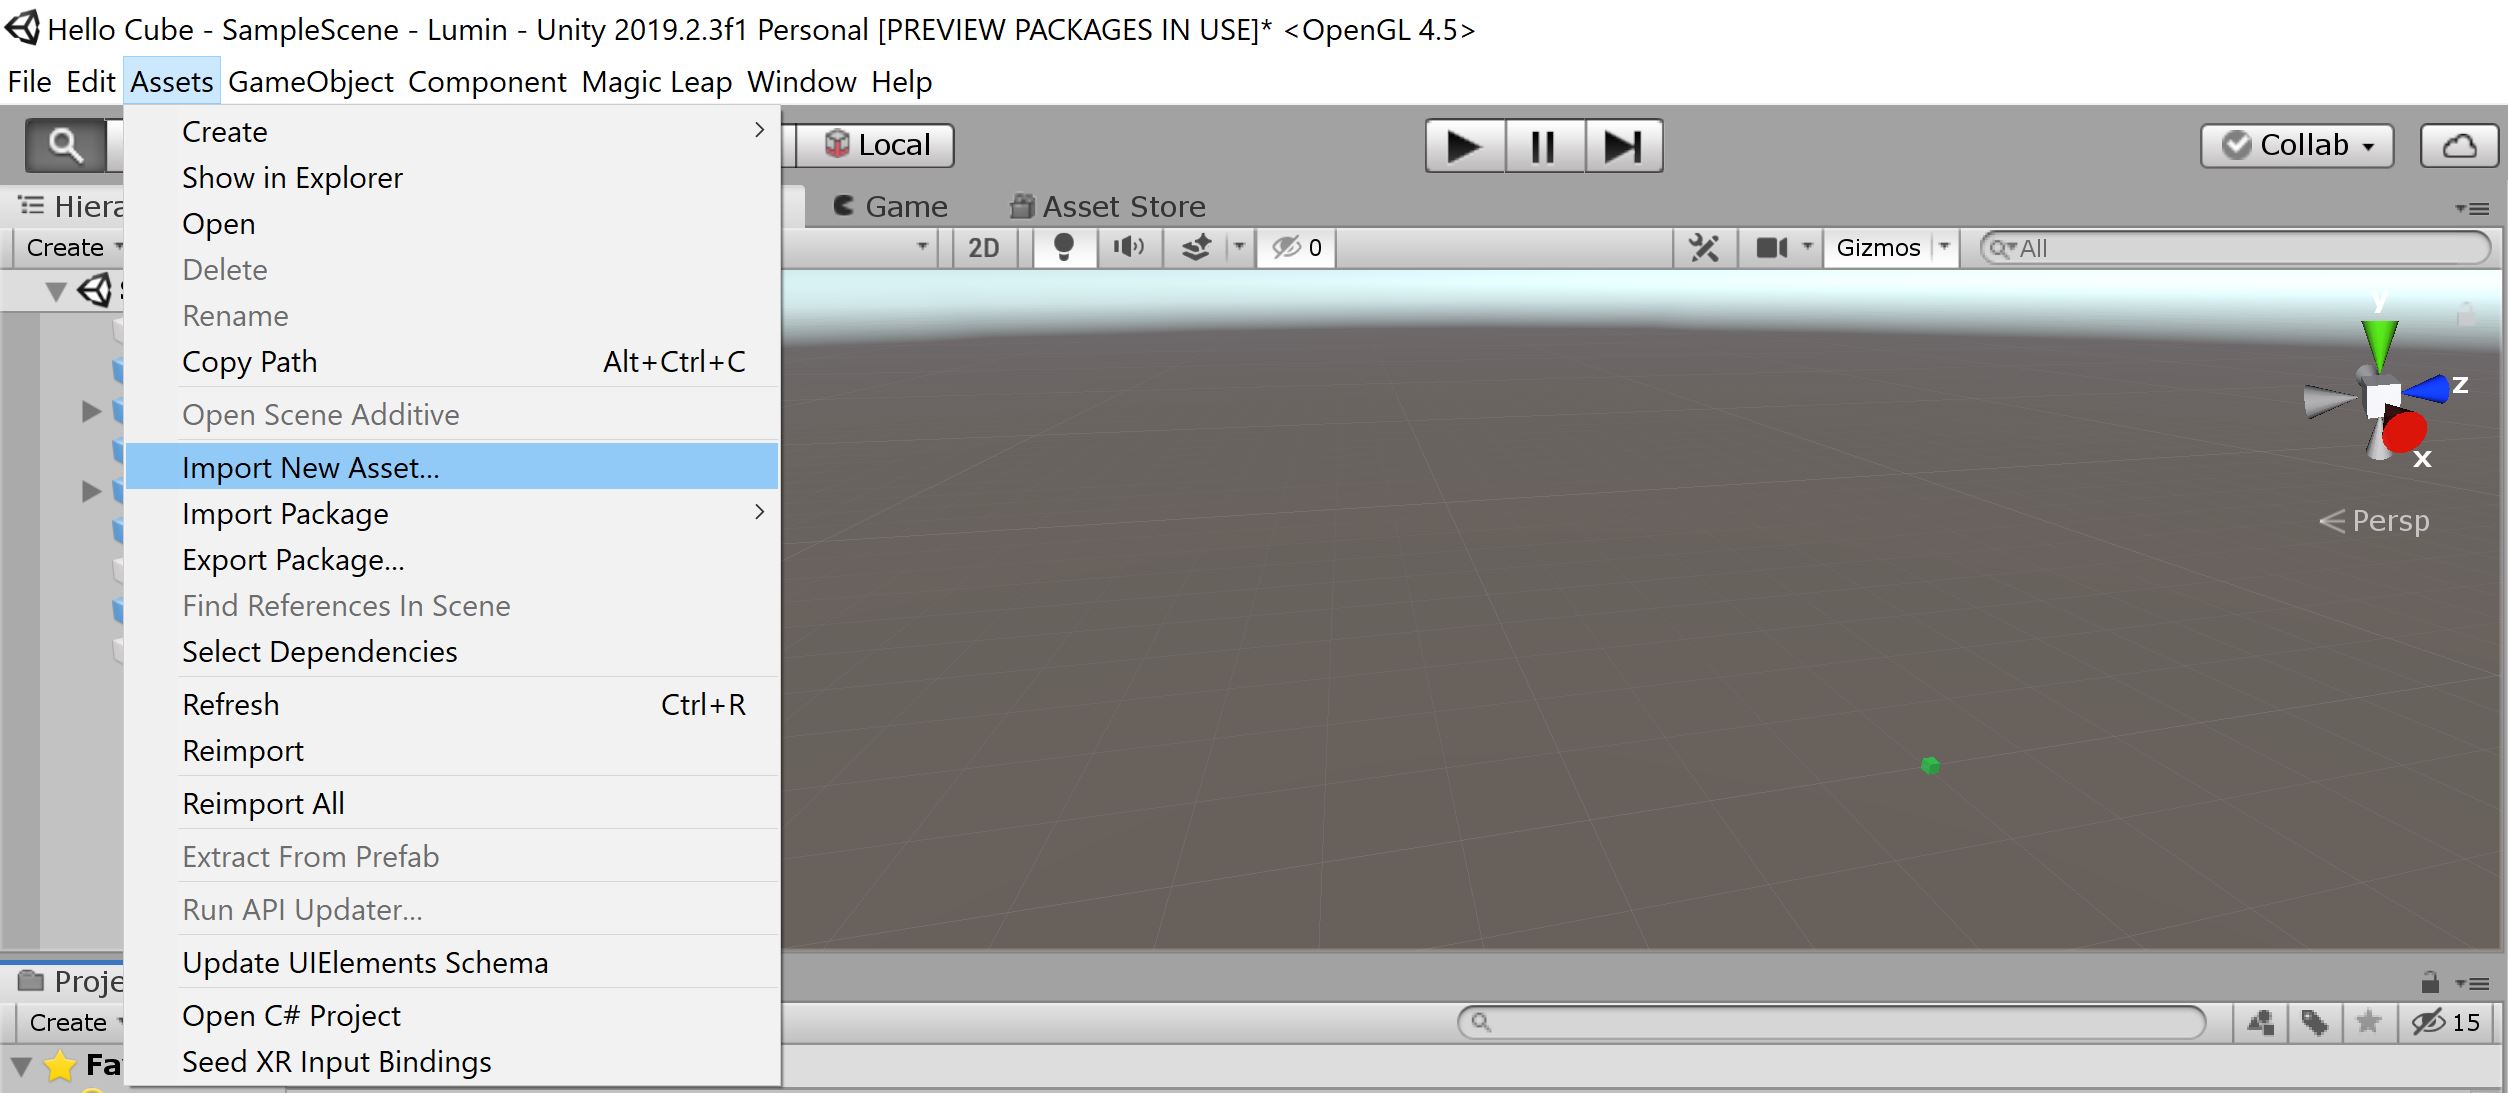 Hello Cube - SampleScene - Lumin - Unity 2019.2.3f1 Personal [PREVIEW PACKAGES IN USE]* <OpenGL 4.5>
File Edit Assets GameObject Component Magic Leap Window Help
Local
Collab
Hiera
Game
Asset Store
Create
2D
0
Gizmos
All
Create
Show in Explorer
Open
Delete
Rename
Copy Path Alt+Ctrl+C
Open Scene Additive
Import New Asset...
Import Package
Export Package...
Find References In Scene
Select Dependencies
Refresh Ctrl+R
Reimport
Reimport All
Extract From Prefab
Run API Updater...
Update UIElements Schema
Open C# Project
Seed XR Input Bindings
y
z
x
Persp
Proje
Create
15
Fa